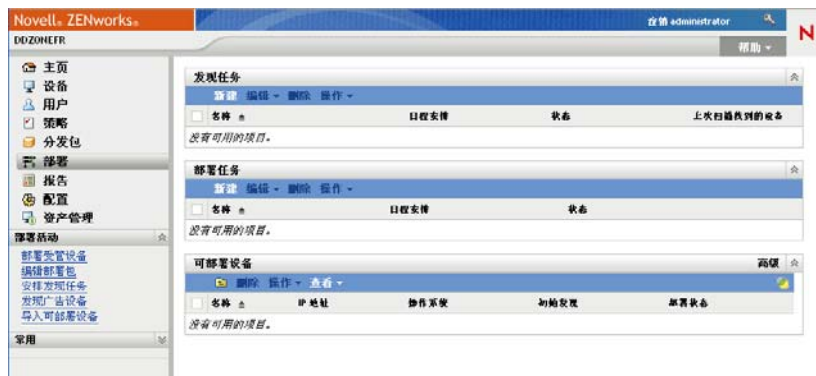 Novell® ZENworks®
注销 administrator
N
DDZONEFR
帮助
主页
设备
用户
策略
分发包
部署
报告
配置
资产管理
部署活动
部署受管设备
编辑部署包
安排发现任务
发现广告设备
导入可部署设备
常用
发现任务
新建 编辑 删除 操作
名称 日程安排 状态 上次扫描找到的设备
没有可用的项目。
部署任务
新建 编辑 删除 操作
名称 日程安排 状态
没有可用的项目。
可部署设备 高级
删除 操作 查看
名称 IP 地址 操作系统 初始发现 部署状态
没有可用的项目。